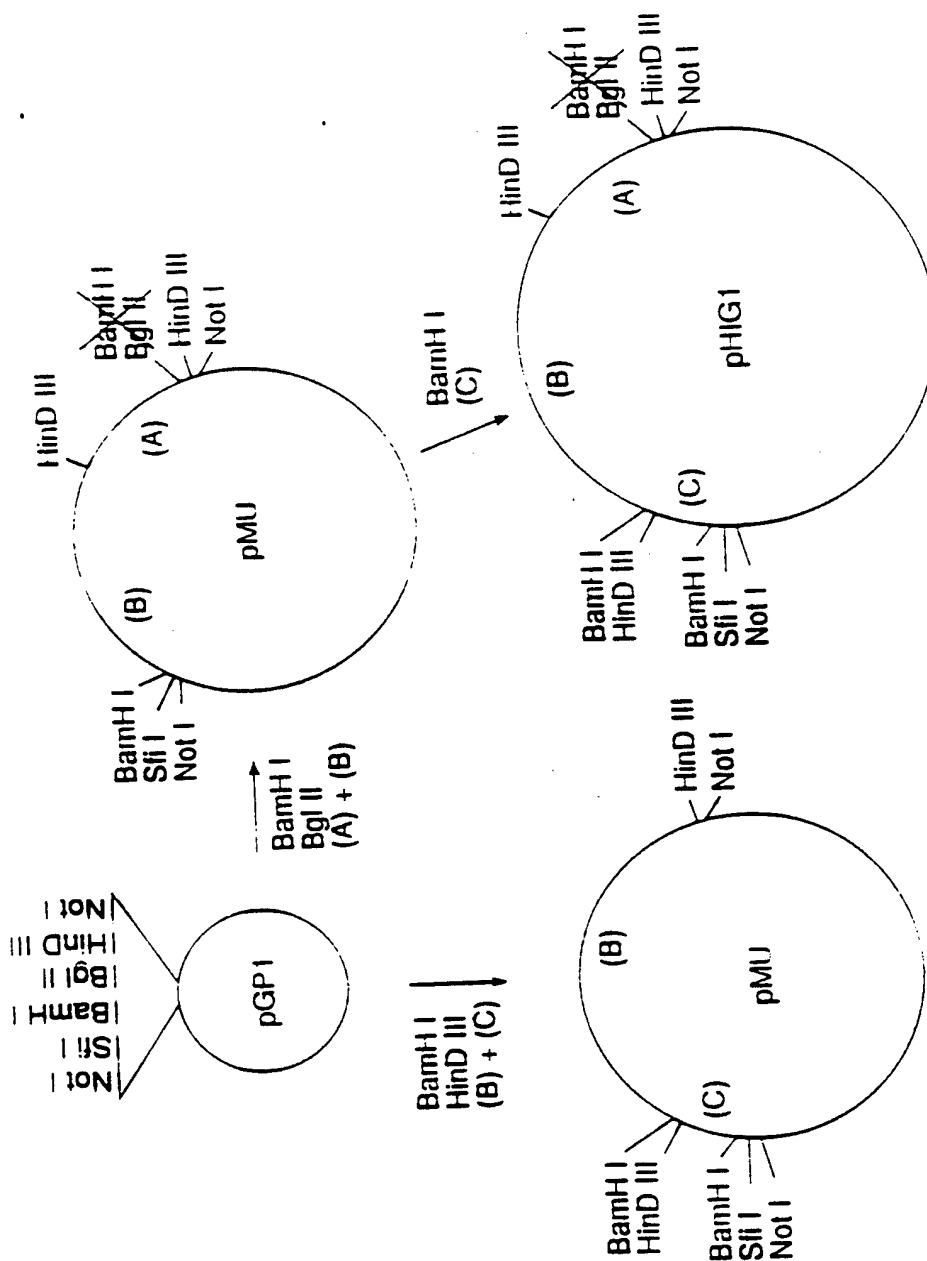 Not I
Sfi I
BamH I
Bgl II
HinD III
Not I
pGP1
BamH I
Bgl II
(A) + (B)
BamH I
Sfi I
Not I
(B)
(A)
HinD III
BamH I
Bgl II
HinD III
Not I
pMU
BamH I
HinD III
(B) + (C)
BamH I
(C)
BamH I
HinD III
(C)
BamH I
Sfi I
Not I
(B)
HinD III
Not I
pMU
BamH I
HinD III
(C)
BamH I
Sfi I
Not I
(B)
(A)
HinD III
BamH I
Bgl II
HinD III
Not I
pHIG1